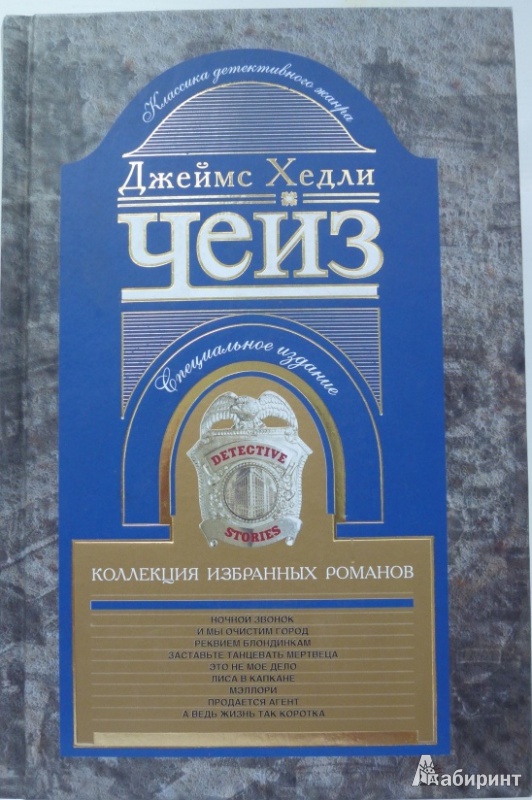 Классика детективного жанра
Джеймс Хедли
Чейз
Специальное издание
DETECTIVE
STORIES
КОЛЛЕКЦИЯ ИЗБРАННЫХ РОМАНОВ
НОЧНОЙ ЗВОНОК
И МЫ ОЧИСТИМ ГОРОД
РЕКВИЕМ БЛОНДИНКАМ
ЗАСТАВЬТЕ ТАНЦЕВАТЬ МЕРТВЕЦА
ЭТО НЕ МОЕ ДЕЛО
ЛИСА В КАПКАНЕ
МЭЛЛОРИ
ПРОДАЕТСЯ АГЕНТ
А ВЕДЬ ЖИЗНЬ ТАК КОРОТКА
Лабиринт